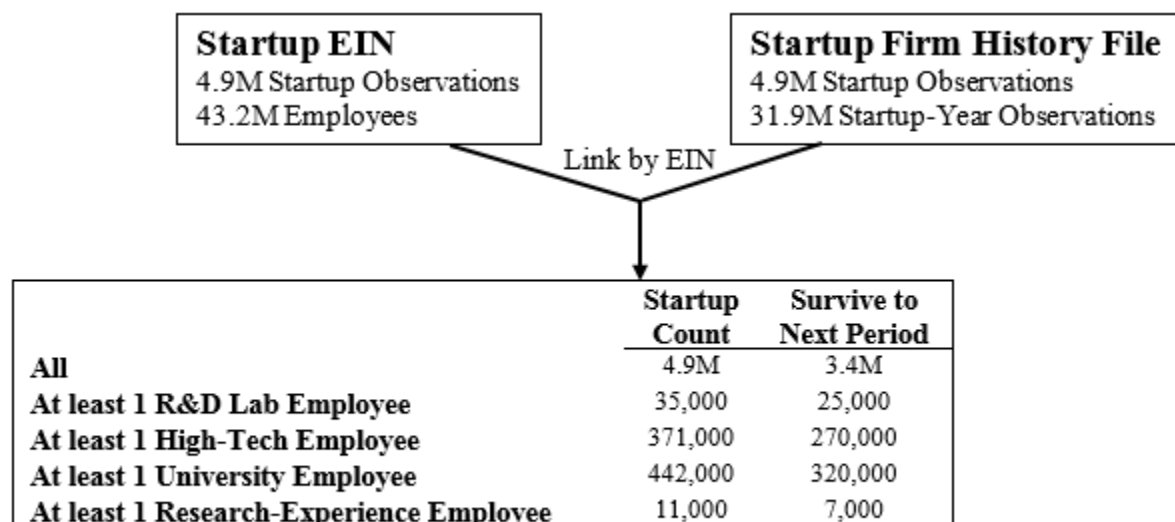 Startup EIN
4.9M Startup Observations
43.2M Employees
Startup Firm History File
4.9M Startup Observations
31.9M Startup-Year Observations
Link by EIN
Startup Count Survive to Next Period
All 4.9M 3.4M
At least 1 R&D Lab Employee 35,000 25,000
At least 1 High-Tech Employee 371,000 270,000
At least 1 University Employee 442,000 320,000
At least 1 Research-Experience Employee 11,000 7,000